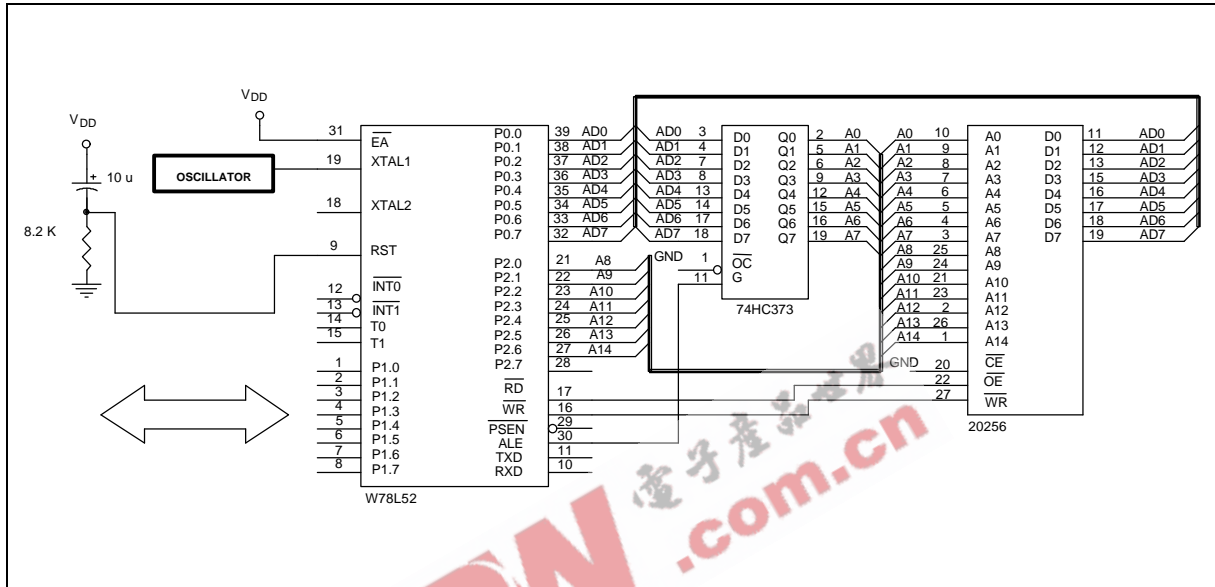 VDD
VDD
10 u
8.2 K
OSCILLATOR
31 EA
19 XTAL1
18 XTAL2
9 RST
12 INT0
13 INT1
14 T0
15 T1
1 P1.0
2 P1.1
3 P1.2
4 P1.3
5 P1.4
6 P1.5
7 P1.6
8 P1.7
P0.0 39 AD0
P0.1 38 AD1
P0.2 37 AD2
P0.3 36 AD3
P0.4 35 AD4
P0.5 34 AD5
P0.6 33 AD6
P0.7 32 AD7
P2.0 21 A8
P2.1 22 A9
P2.2 23 A10
P2.3 24 A11
P2.4 25 A12
P2.5 26 A13
P2.6 27 A14
P2.7 28
RD 17
WR 16
PSEN 29
ALE 30
TXD 11
RXD 10
W78L52
AD0 3 D0 Q0 2 A0
AD1 4 D1 Q1 5 A1
AD2 7 D2 Q2 6 A2
AD3 8 D3 Q3 9 A3
AD4 13 D4 Q4 12 A4
AD5 14 D5 Q5 15 A5
AD6 17 D6 Q6 16 A6
AD7 18 D7 Q7 19 A7
GND 1 OC
11 G
74HC373
A0 10 A0 D0 11 AD0
A1 9 A1 D1 12 AD1
A2 8 A2 D2 13 AD2
A3 7 A3 D3 15 AD3
A4 6 A4 D4 16 AD4
A5 5 A5 D5 17 AD5
A6 4 A6 D6 18 AD6
A7 3 A7 D7 19 AD7
A8 25 A8
A9 24 A9
A10 21 A10
A11 23 A11
A12 2 A12
A13 26 A13
A14 1 A14
GND 20 CE
22 OE
27 WR
20256
電子產品世界
.com.cn